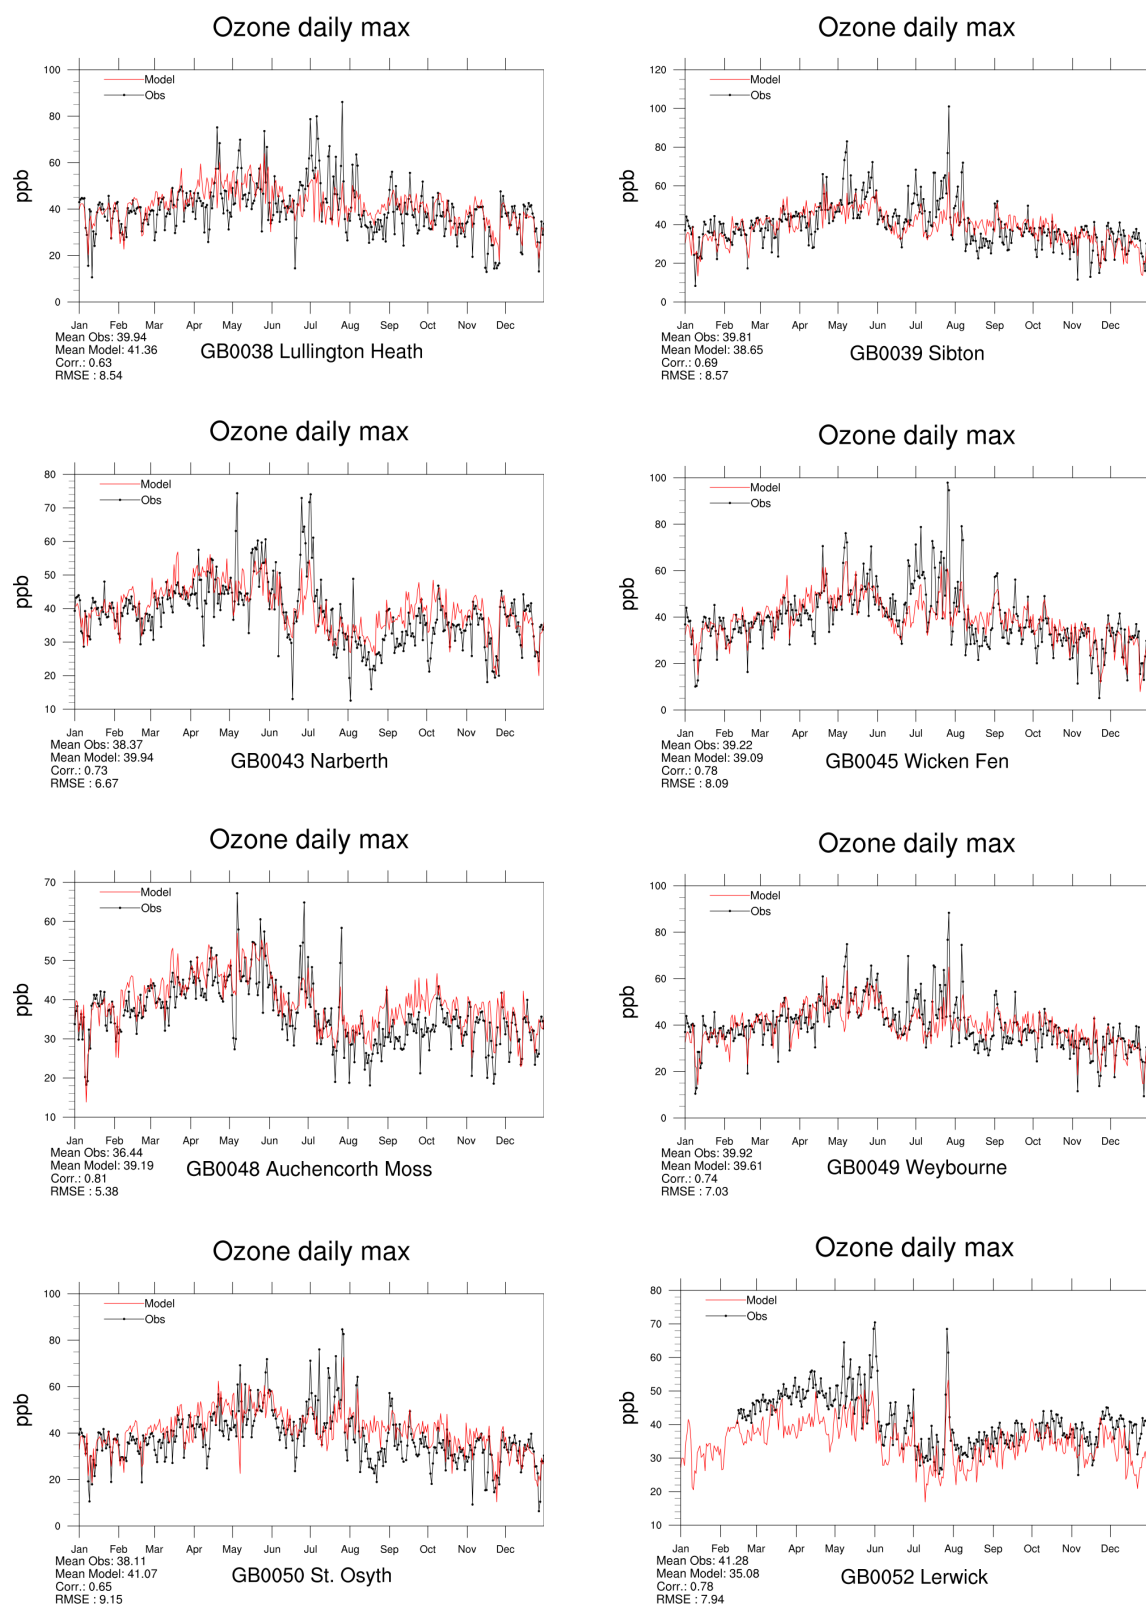 Ozone daily max
100
80
60
40
20
0
ppb
Model
Obs
Jan Feb Mar Apr May Jun Jul Aug Sep Oct Nov Dec
Mean Obs: 39.94
Mean Model: 41.36
Corr.: 0.63
RMSE : 8.54
GB0038 Lullington Heath
Ozone daily max
120
100
80
60
40
20
0
ppb
Model
Obs
Jan Feb Mar Apr May Jun Jul Aug Sep Oct Nov Dec
Mean Obs: 39.81
Mean Model: 38.65
Corr.: 0.69
RMSE : 8.57
GB0039 Sibton
Ozone daily max
80
70
60
50
40
30
20
10
ppb
Model
Obs
Jan Feb Mar Apr May Jun Jul Aug Sep Oct Nov Dec
Mean Obs: 38.37
Mean Model: 39.94
Corr.: 0.73
RMSE : 6.67
GB0043 Narberth
Ozone daily max
100
80
60
40
20
0
ppb
Model
Obs
Jan Feb Mar Apr May Jun Jul Aug Sep Oct Nov Dec
Mean Obs: 39.22
Mean Model: 39.09
Corr.: 0.78
RMSE : 8.09
GB0045 Wicken Fen
Ozone daily max
70
60
50
40
30
20
10
ppb
Model
Obs
Jan Feb Mar Apr May Jun Jul Aug Sep Oct Nov Dec
Mean Obs: 36.44
Mean Model: 39.19
Corr.: 0.81
RMSE : 5.38
GB0048 Auchencorth Moss
Ozone daily max
100
80
60
40
20
0
ppb
Model
Obs
Jan Feb Mar Apr May Jun Jul Aug Sep Oct Nov Dec
Mean Obs: 39.92
Mean Model: 39.61
Corr.: 0.74
RMSE : 7.03
GB0049 Weybourne
Ozone daily max
100
80
60
40
20
0
ppb
Model
Obs
Jan Feb Mar Apr May Jun Jul Aug Sep Oct Nov Dec
Mean Obs: 38.11
Mean Model: 41.07
Corr.: 0.65
RMSE : 9.15
GB0050 St. Osyth
Ozone daily max
80
70
60
50
40
30
20
10
ppb
Model
Obs
Jan Feb Mar Apr May Jun Jul Aug Sep Oct Nov Dec
Mean Obs: 41.28
Mean Model: 35.08
Corr.: 0.78
RMSE : 7.94
GB0052 Lerwick